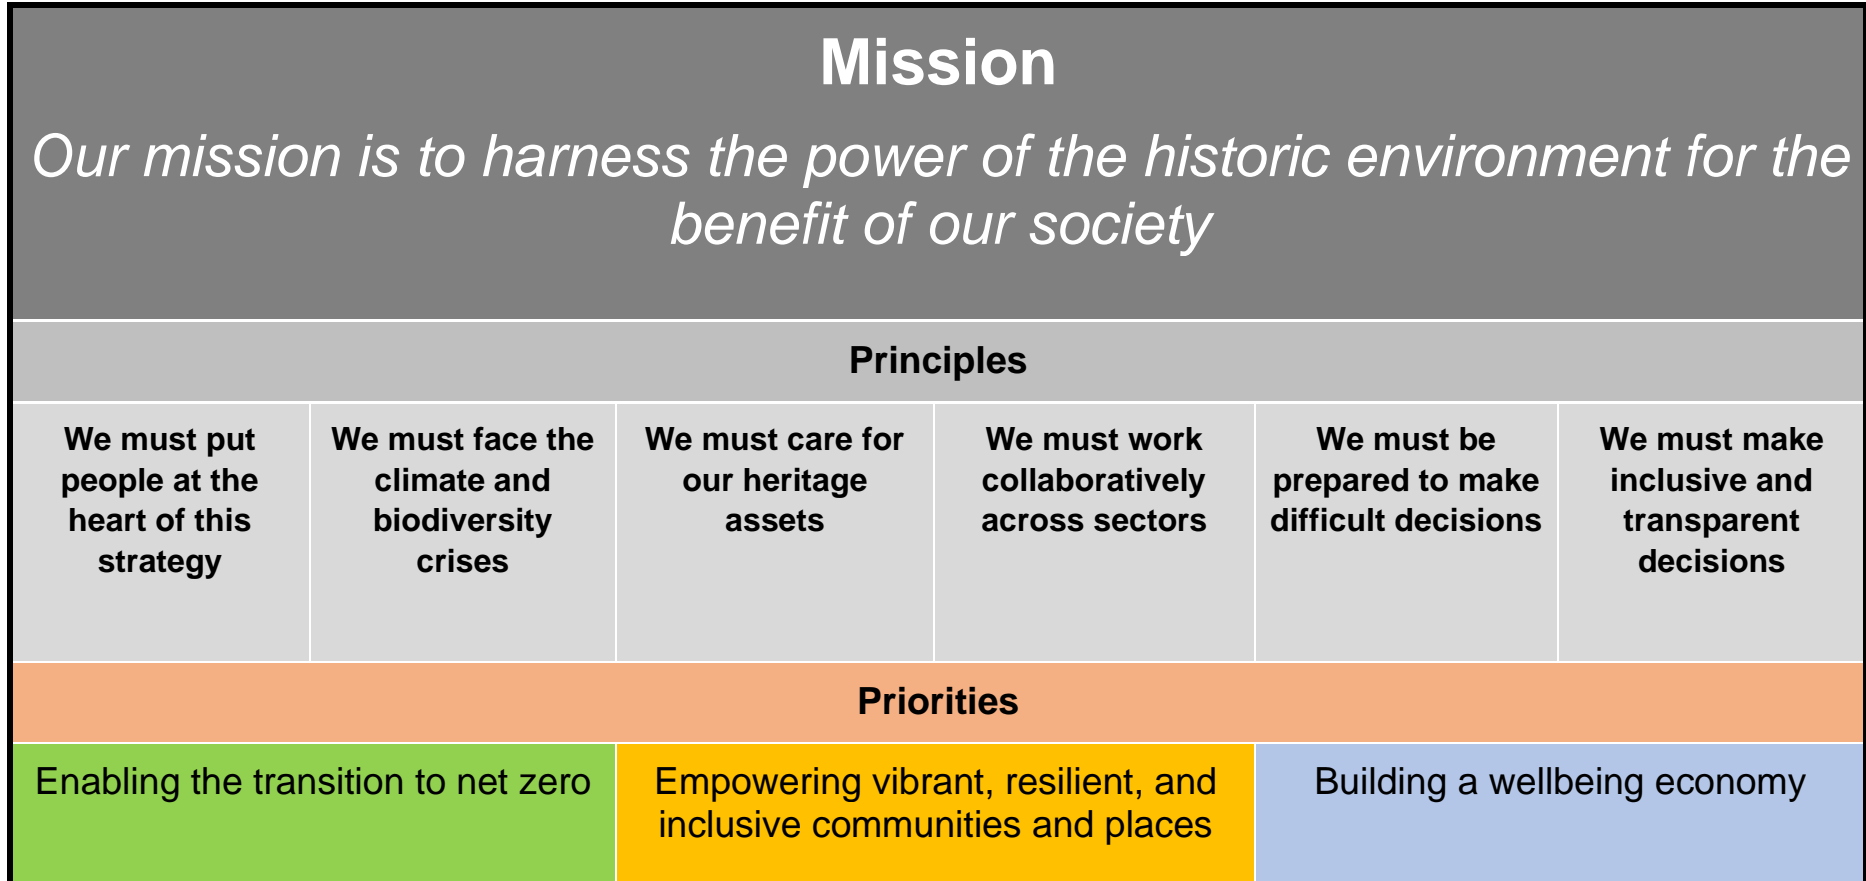 Mission
Our mission is to harness the power of the historic environment for the
benefit of our society
Principles
We must put
people at the
heart of this
strategy
We must face the
climate and
biodiversity
crises
We must care for
our heritage
assets
We must work
collaboratively
across sectors
We must be
prepared to make
difficult decisions
We must make
inclusive and
transparent
decisions
Priorities
Enabling the transition to net zero
Empowering vibrant, resilient, and
inclusive communities and places
Building a wellbeing economy